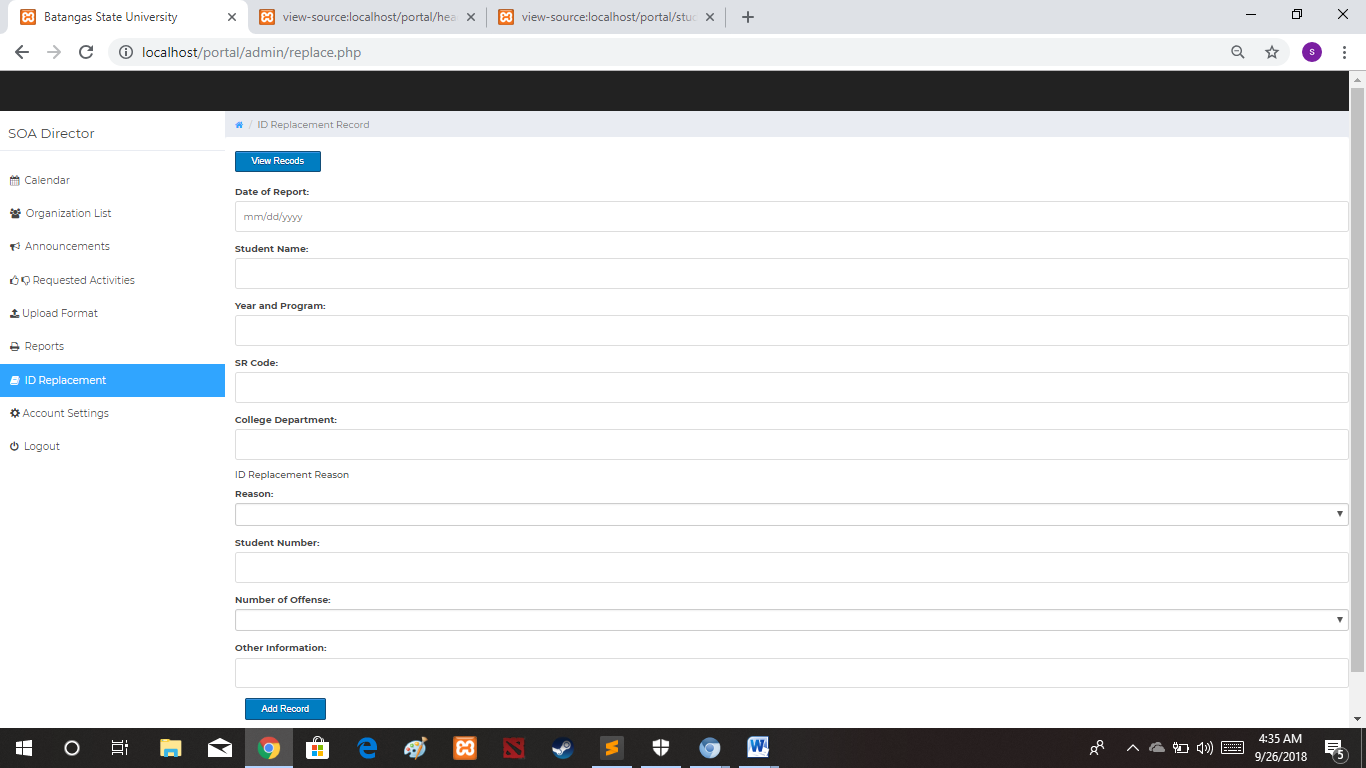 Batangas State University
view-source:localhost/portal/hea
view-source:localhost/portal/stu
localhost/portal/admin/replace.php
s
SOA Director
/ ID Replacement Record
View Recods
Calendar
Organization List
Announcements
Requested Activities
Upload Format
Reports
ID Replacement
Account Settings
Logout
Date of Report:
mm/dd/yyyy
Student Name:
Year and Program:
SR Code:
College Department:
ID Replacement Reason
Reason:
Student Number:
Number of Offense:
Other Information:
Add Record
4:35 AM
9/26/2018
5